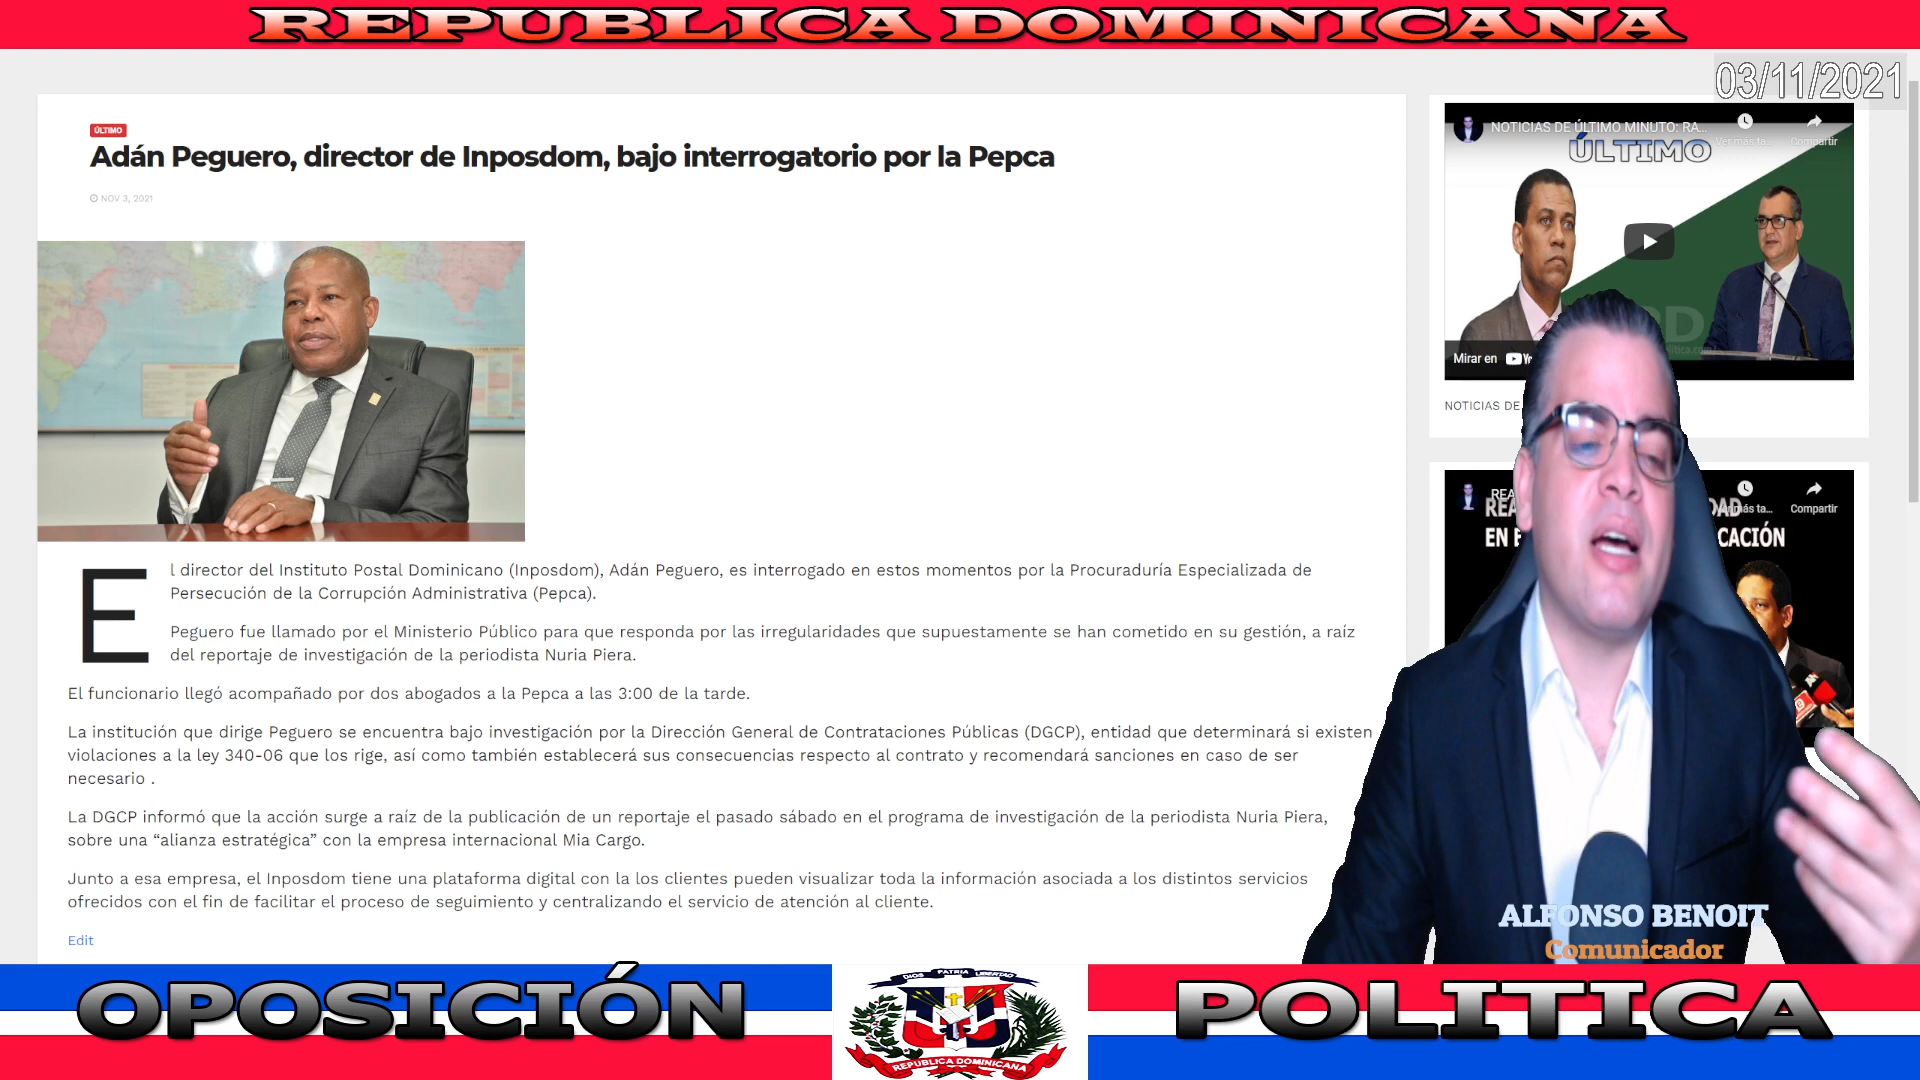 REPUBLICA DOMINICANA
03/11/2021
ÚLTIMO
Adán Peguero, director de Inposdom, bajo interrogatorio por la Pepca
NOV 3, 2021
El director del Instituto Postal Dominicano (Inposdom), Adán Peguero, es interrogado en estos momentos por la Procuraduría Especializada de
Persecución de la Corrupción Administrativa (Pepca).
Peguero fue llamado por el Ministerio Público para que responda por las irregularidades que supuestamente se han cometido en su gestión, a raíz
del reportaje de investigación de la periodista Nuria Piera.
El funcionario llegó acompañado por dos abogados a la Pepca a las 3:00 de la tarde.
La institución que dirige Peguero se encuentra bajo investigación por la Dirección General de Contrataciones Públicas (DGCP), entidad que determinará si existen
violaciones a la ley 340-06 que los rige, así como también establecerá sus consecuencias respecto al contrato y recomendará sanciones en caso de ser
necesario .
La DGCP informó que la acción surge a raíz de la publicación de un reportaje el pasado sábado en el programa de investigación de la periodista Nuria Piera,
sobre una “alianza estratégica” con la empresa internacional Mia Cargo.
Junto a esa empresa, el Inposdom tiene una plataforma digital con la los clientes pueden visualizar toda la información asociada a los distintos servicios
ofrecidos con el fin de facilitar el proceso de seguimiento y centralizando el servicio de atención al cliente.
Edit
NOTICIAS DE ÚLTIMO MINUTO: RA...
Ver más ta...
Compartir
ÚLTIMO
Mirar en
NOTICIAS DE
REA
Ver más ta...
Compartir
EN
CACIÓN
ALFONSO BENOIT
Comunicador
OPOSICIÓN
DIOS PATRIA LIBERTAD
REPUBLICA DOMINICANA
POLITICA